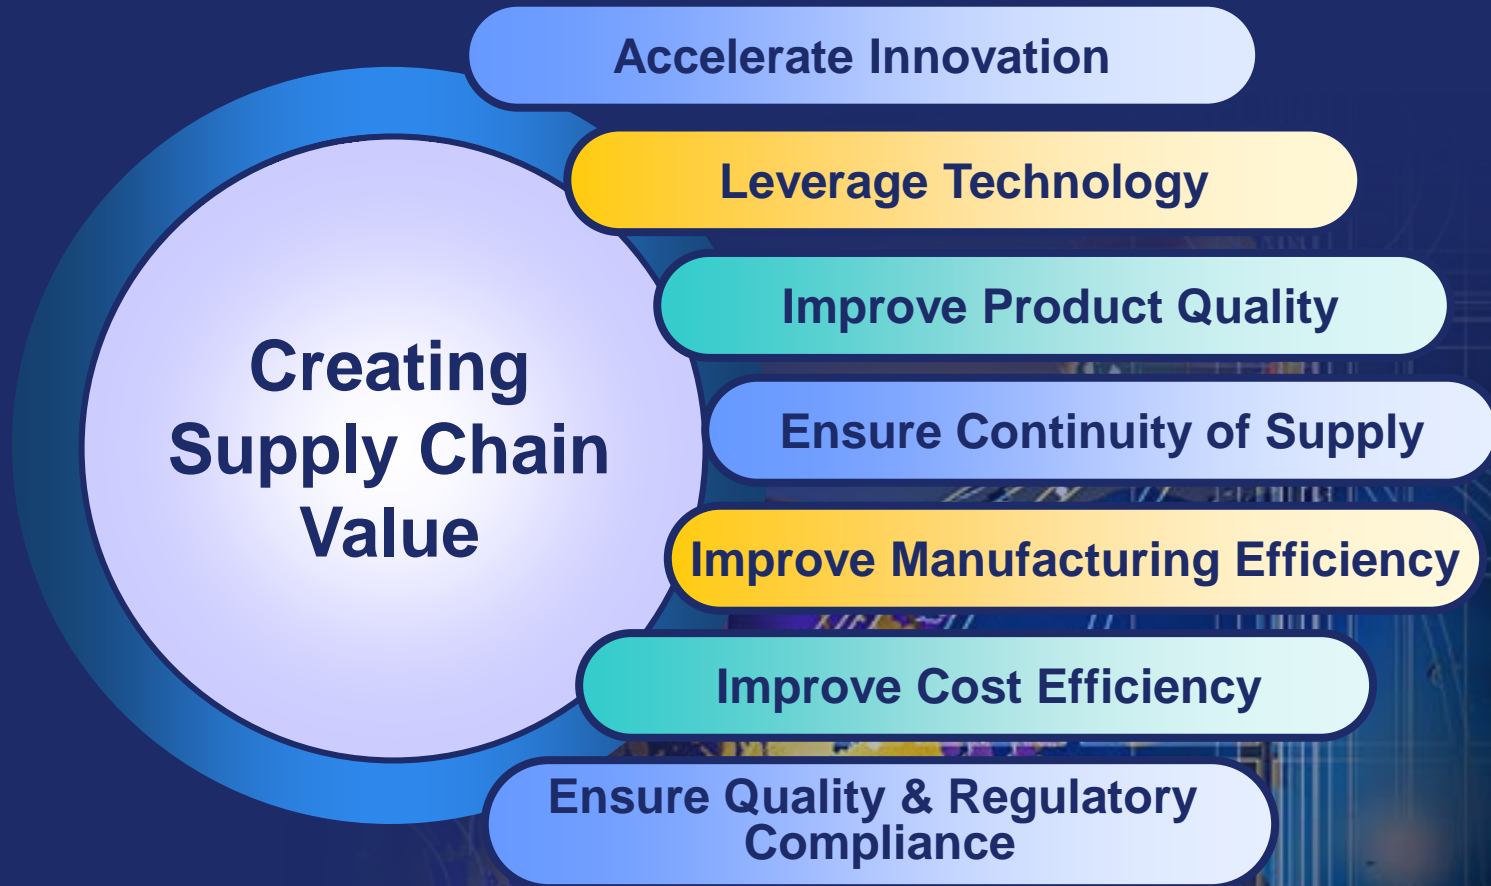 Accelerate Innovation
Leverage Technology
Improve Product Quality
Creating
Supply Chain
Value
Ensure Continuity of Supply
Improve Manufacturing Efficiency
Improve Cost Efficiency
Ensure Quality & Regulatory
Compliance